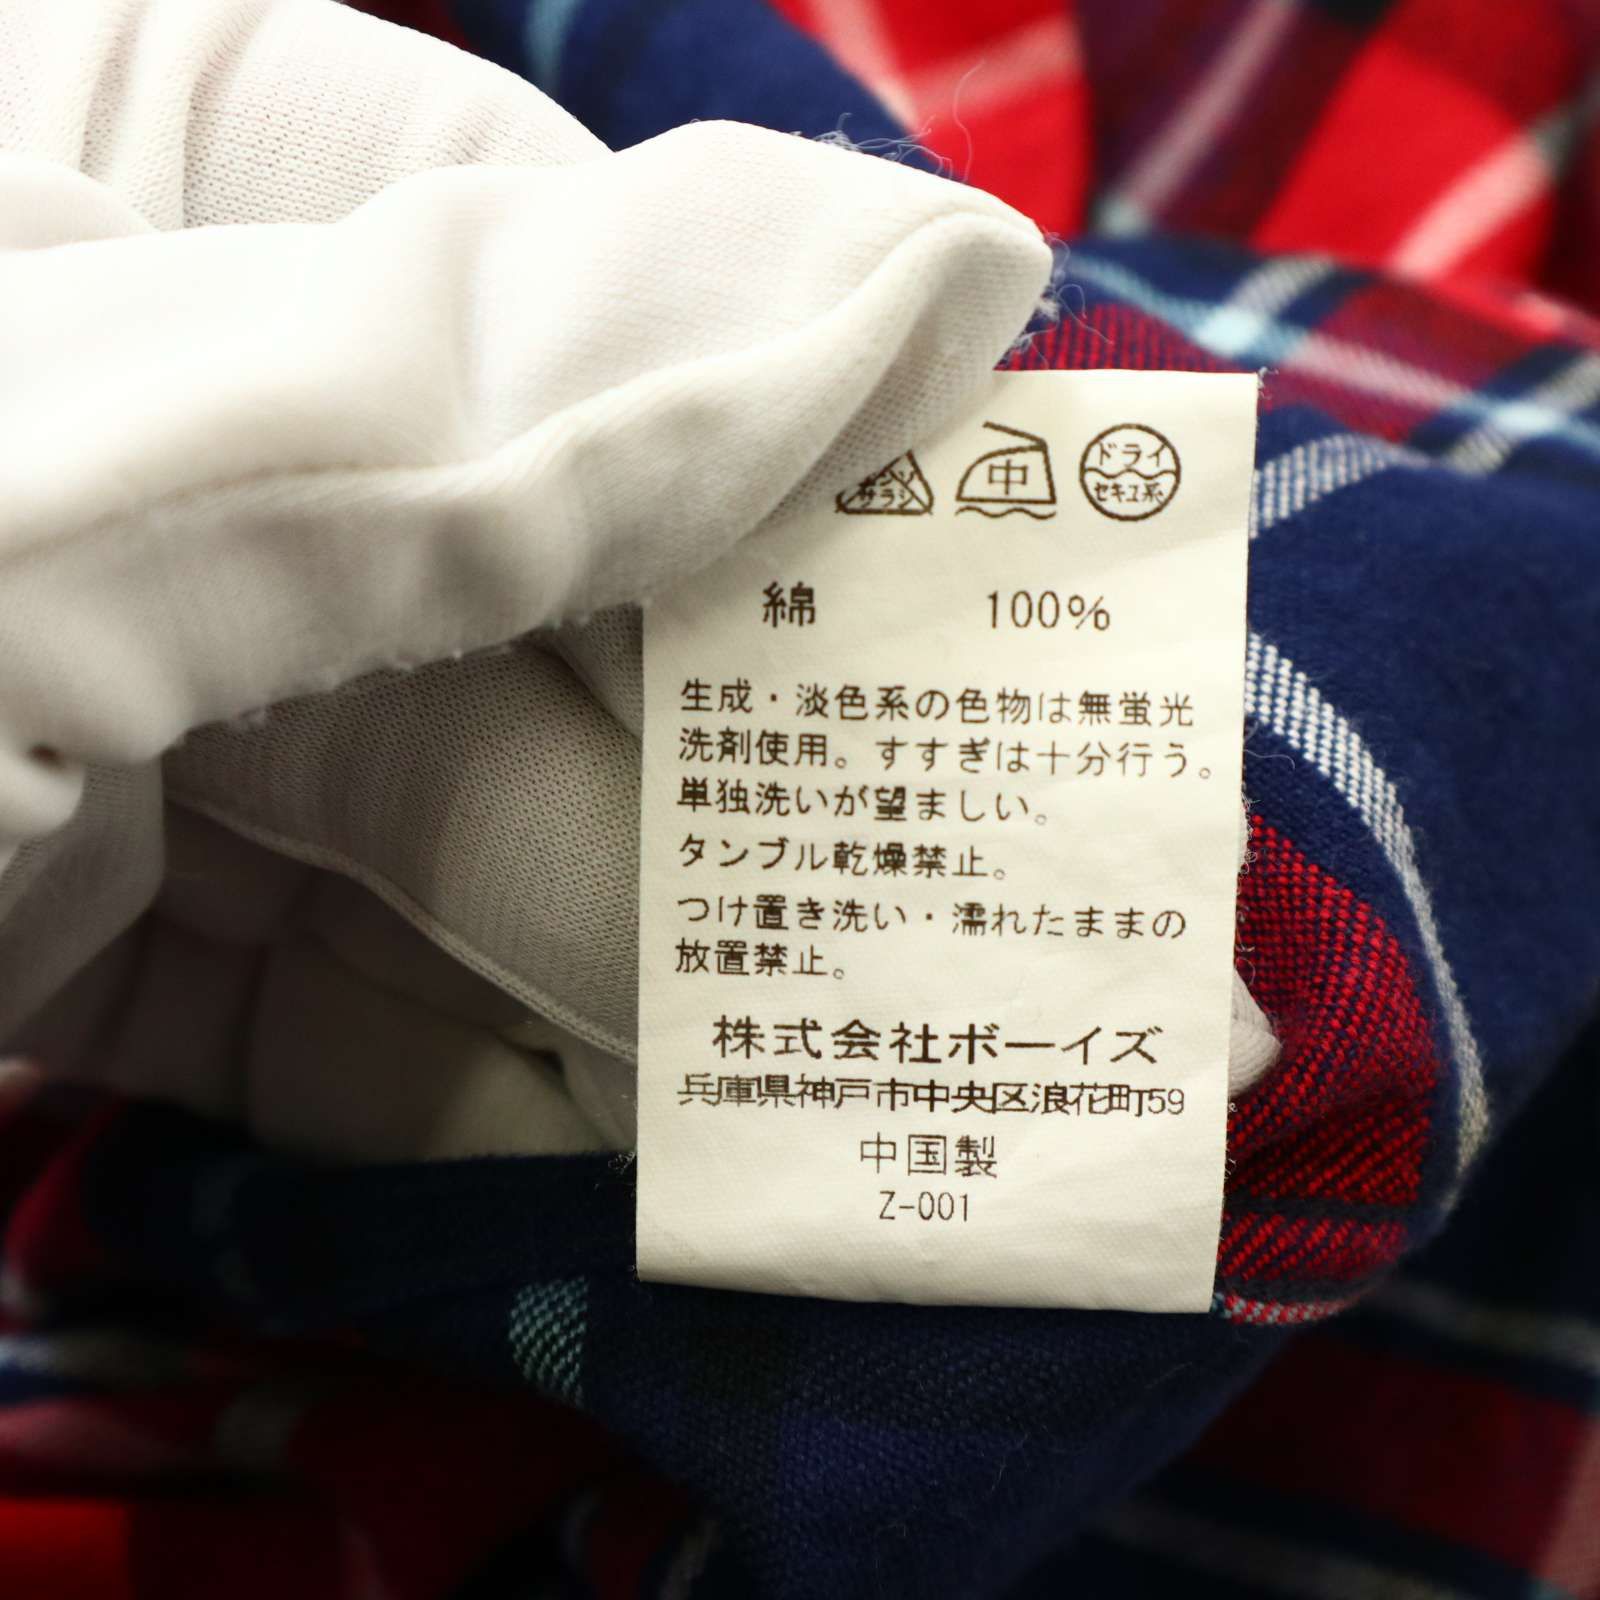 サラシ
中
ドライ
セキユ系
綿 100%
生成・淡色系の色物は無蛍光
洗剤使用。すすぎは十分行う。
単独洗いが望ましい。
タンブル乾燥禁止。
つけ置き洗い・濡れたままの
放置禁止。
株式会社ボーイズ
兵庫県神戸市中央区浪花町59
中国製
Z-001